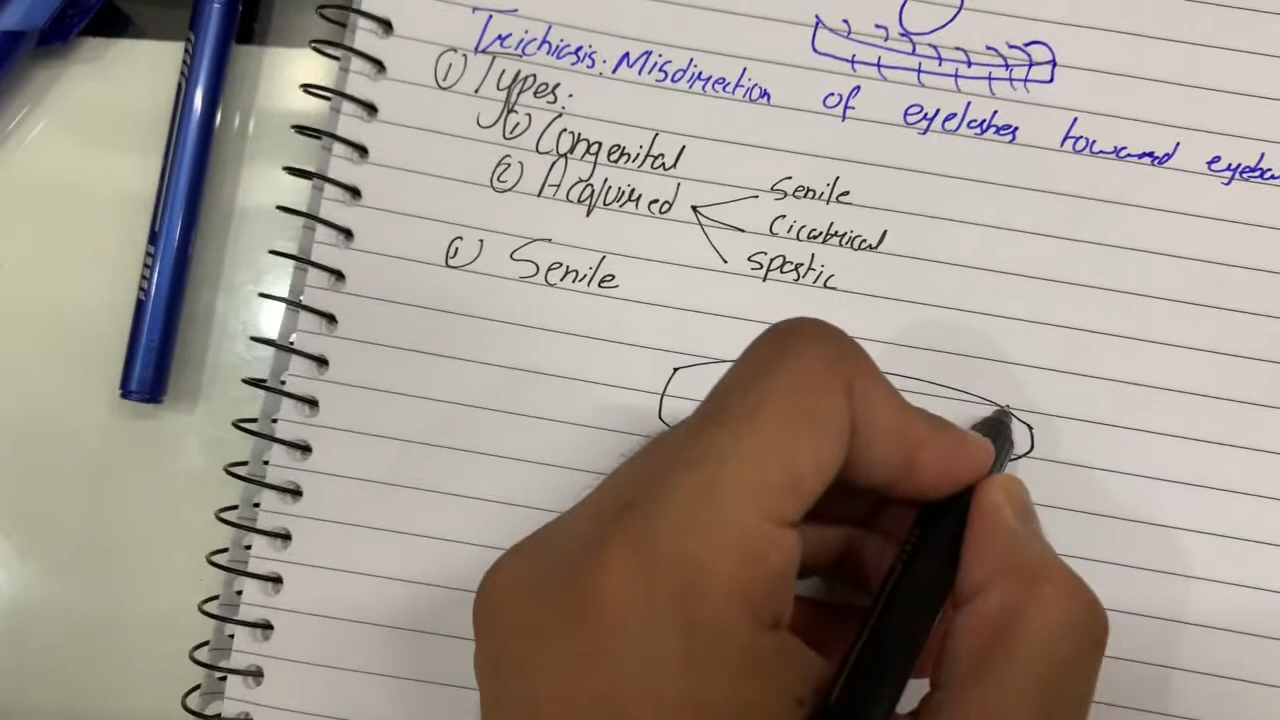 Trichiasis: Misdirection of eyelashes toward
① Types:
① Congenital
② Acquired
Senile
Cicatrical
Spastic
① Senile